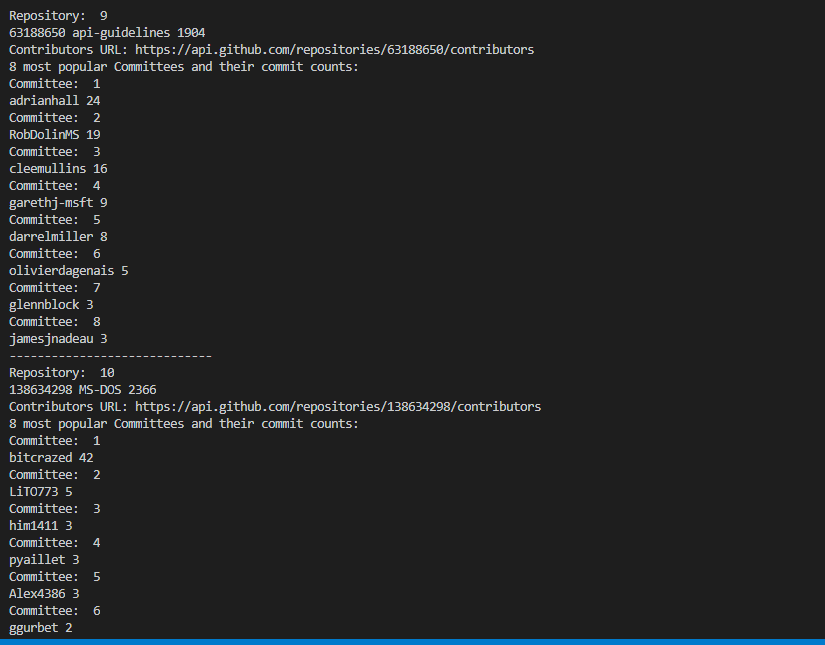 Repository:  9
63188650 api-guidelines 1904
Contributors URL: https://api.github.com/repositories/63188650/contributors
8 most popular Committees and their commit counts:
Committee:  1
adrianhall 24
Committee:  2
RobDolinMS 19
Committee:  3
cleemullins 16
Committee:  4
garethj-msft 9
Committee:  5
darrelmiller 8
Committee:  6
olivierdagenais 5
Committee:  7
glennblock 3
Committee:  8
jamesjnadeau 3
-----------------------------
Repository:  10
138634298 MS-DOS 2366
Contributors URL: https://api.github.com/repositories/138634298/contributors
8 most popular Committees and their commit counts:
Committee:  1
bitcrazed 42
Committee:  2
LiTO773 5
Committee:  3
him1411 3
Committee:  4
pyaillet 3
Committee:  5
Alex4386 3
Committee:  6
ggurbet 2